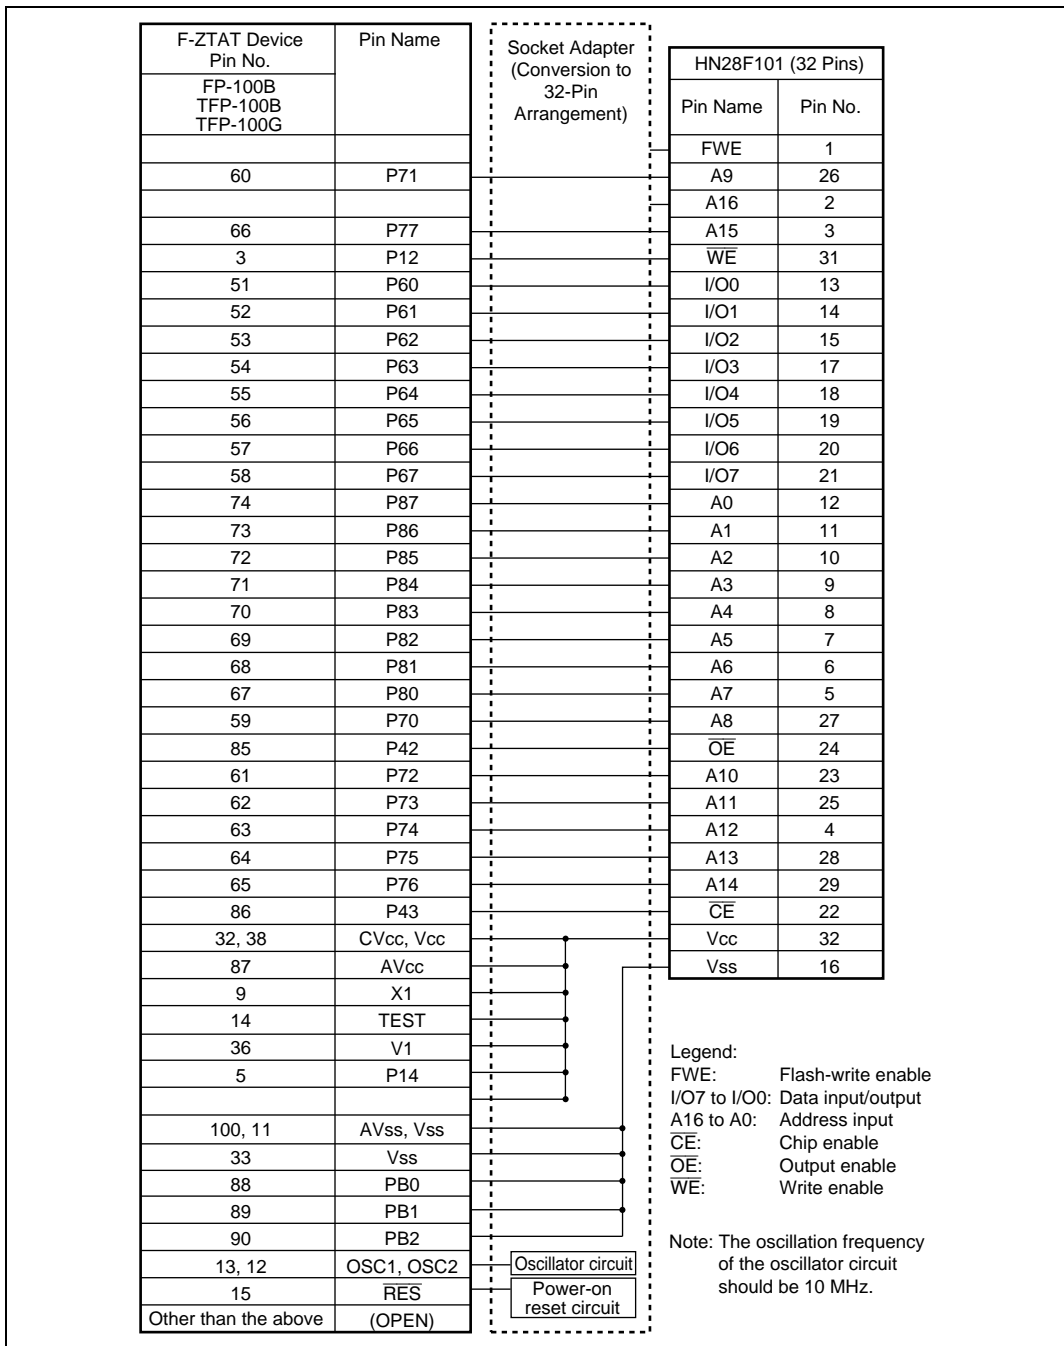 F-ZTAT Device Pin No. Pin Name
FP-100B
TFP-100B
TFP-100G
Socket Adapter
(Conversion to
32-Pin
Arrangement)
HN28F101 (32 Pins)
Pin Name Pin No.
FWE 1
60 P71 A9 26
A16 2
66 P77 A15 3
3 P12 W̅E̅ 31
51 P60 I/O0 13
52 P61 I/O1 14
53 P62 I/O2 15
54 P63 I/O3 17
55 P64 I/O4 18
56 P65 I/O5 19
57 P66 I/O6 20
58 P67 I/O7 21
74 P87 A0 12
73 P86 A1 11
72 P85 A2 10
71 P84 A3 9
70 P83 A4 8
69 P82 A5 7
68 P81 A6 6
67 P80 A7 5
59 P70 A8 27
85 P42 O̅E̅ 24
61 P72 A10 23
62 P73 A11 25
63 P74 A12 4
64 P75 A13 28
65 P76 A14 29
86 P43 C̅E̅ 22
32, 38 CVcc, Vcc Vcc 32
87 AVcc Vss 16
9 X1
14 TEST
36 V1
5 P14
100, 11 AVss, Vss
33 Vss
88 PB0
89 PB1
90 PB2
13, 12 OSC1, OSC2 Oscillator circuit
15 R̅E̅S̅ Power-on
reset circuit
Other than the above (OPEN)
Legend:
FWE: Flash-write enable
I/O7 to I/O0: Data input/output
A16 to A0: Address input
C̅E̅: Chip enable
O̅E̅: Output enable
W̅E̅: Write enable
Note: The oscillation frequency
of the oscillator circuit
should be 10 MHz.